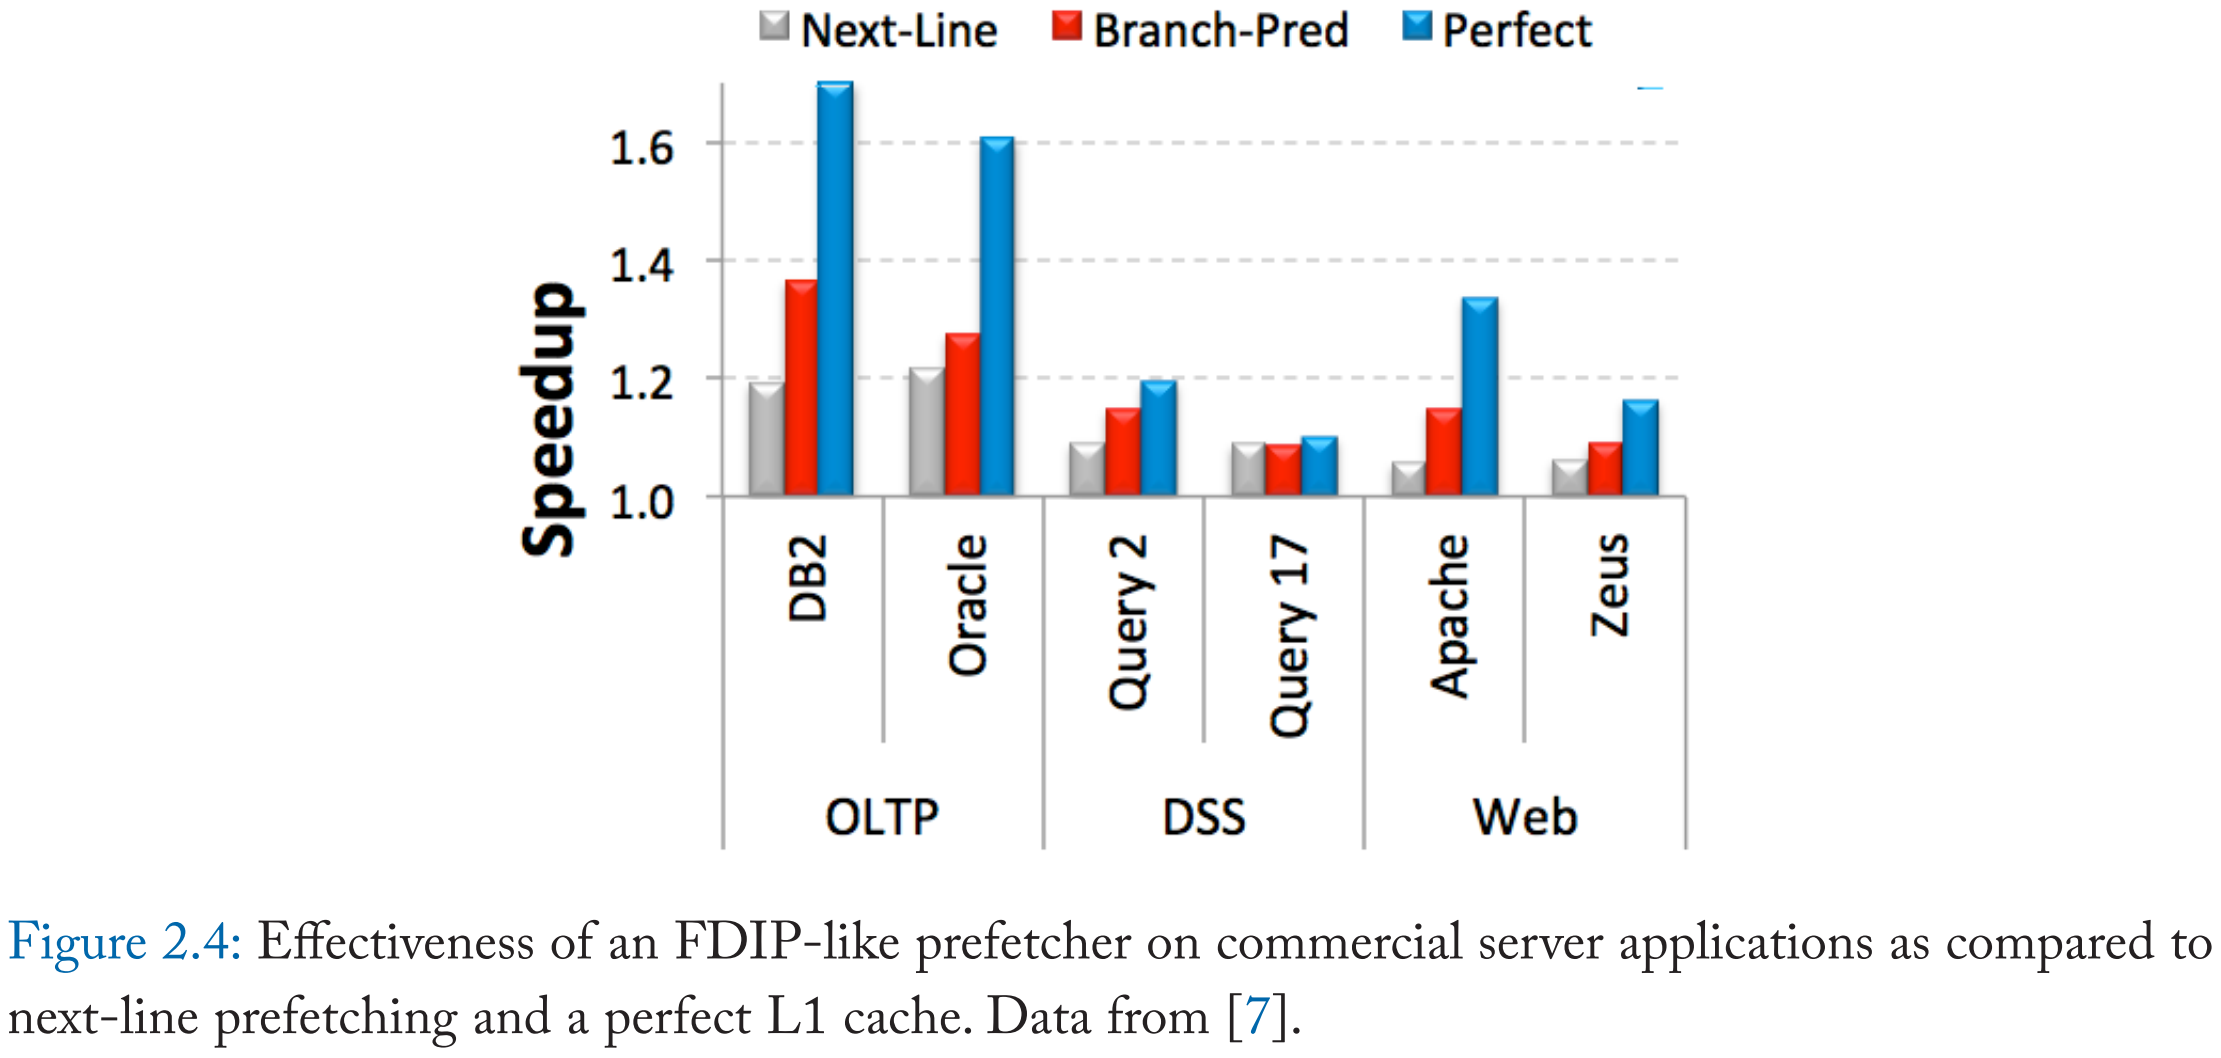 Next-Line Branch-Pred Perfect
Speedup
1.6
1.4
1.2
1.0
DB2
Oracle
Query 2
Query 17
Apache
Zeus
OLTP
DSS
Web
Figure 2.4: Effectiveness of an FDIP-like prefetcher on commercial server applications as compared to
next-line prefetching and a perfect L1 cache. Data from [7].